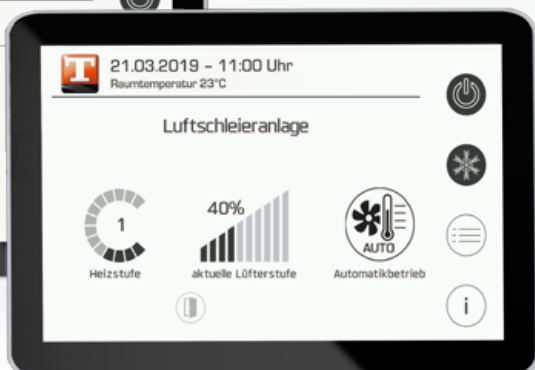 T
21.03.2019 - 11:00 Uhr
Raumtemperatur 23°C
Luftschleieranlage
1
40%
AUTO
Heizstufe
aktuelle Lüfterstufe
Automatikbetrieb
i